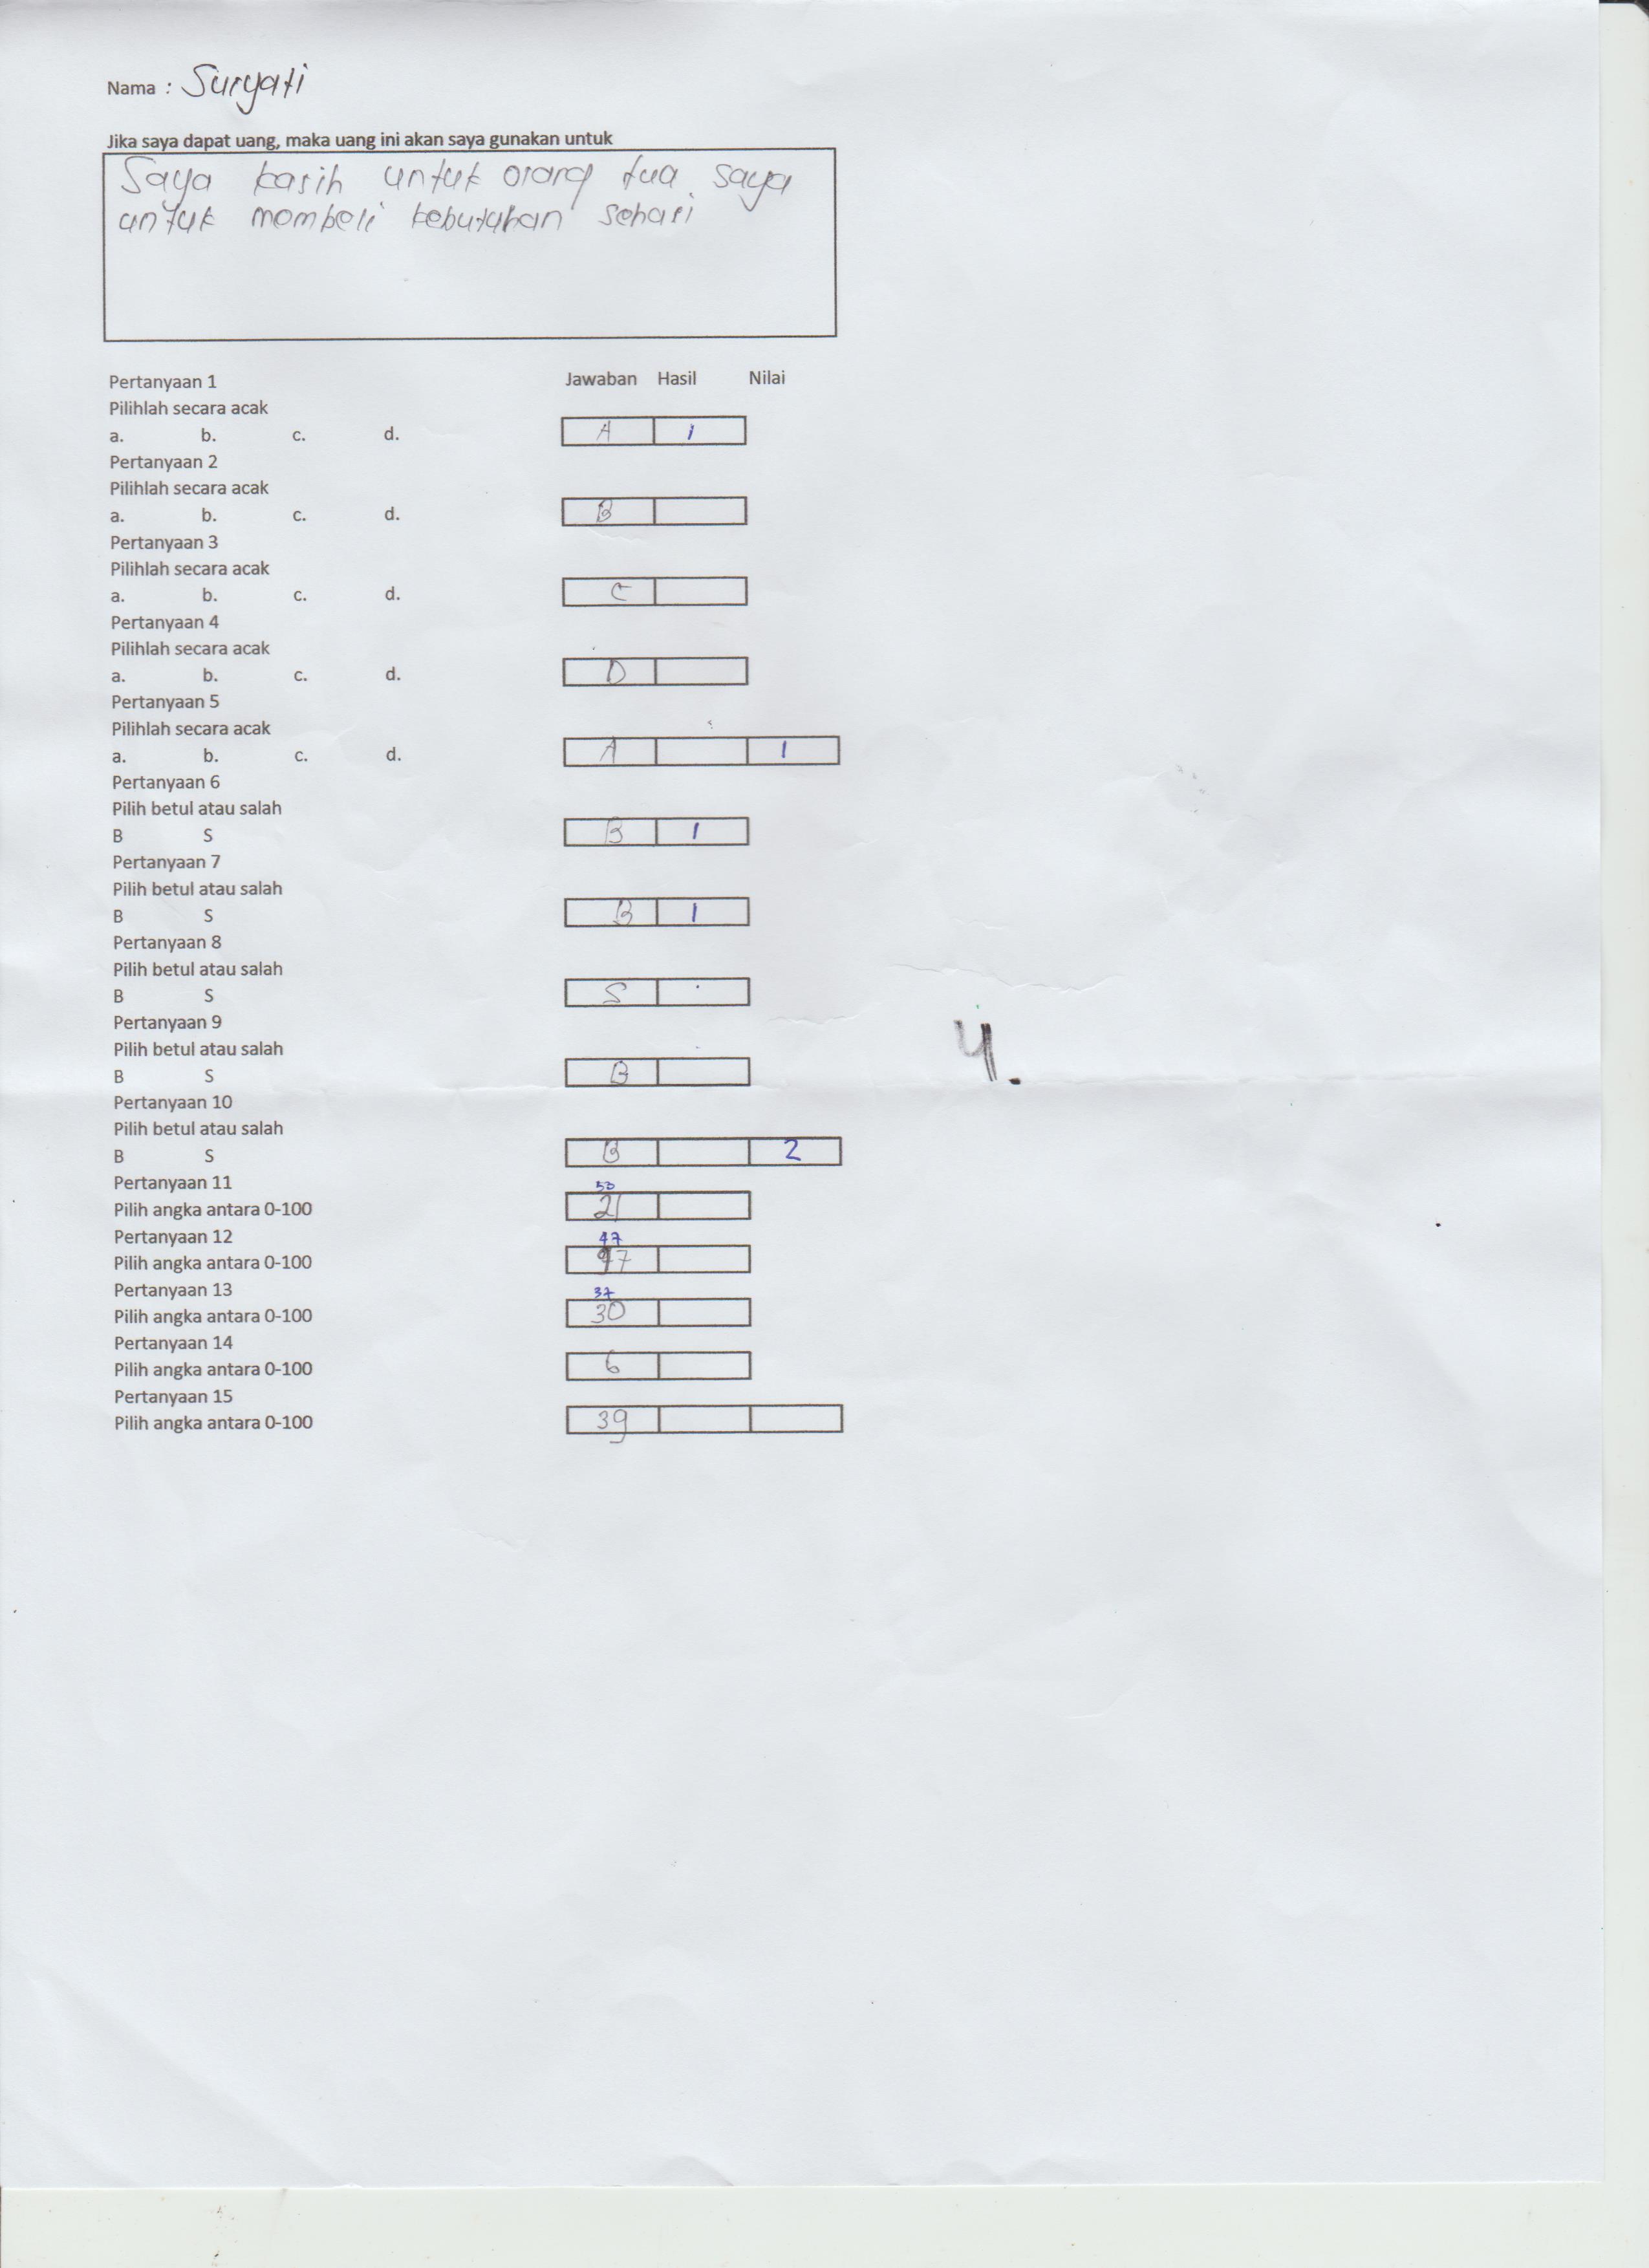 Nama : Suryati
Jika saya dapat uang, maka uang ini akan saya gunakan untuk
Saya kasih untuk orang tua saya
untuk membeli kebutuhan sehari
Pertanyaan 1 Jawaban Hasil Nilai
Pilihlah secara acak
a. b. c. d. A 1
Pertanyaan 2
Pilihlah secara acak
a. b. c. d. B
Pertanyaan 3
Pilihlah secara acak
a. b. c. d. C
Pertanyaan 4
Pilihlah secara acak
a. b. c. d. D
Pertanyaan 5
Pilihlah secara acak
a. b. c. d. A 1
Pertanyaan 6
Pilih betul atau salah
B S B 1
Pertanyaan 7
Pilih betul atau salah
B S B 1
Pertanyaan 8
Pilih betul atau salah
B S S
Pertanyaan 9
Pilih betul atau salah
B S B
4.
Pertanyaan 10
Pilih betul atau salah
B S B 2
Pertanyaan 11 50
Pilih angka antara 0-100 21
Pertanyaan 12 47
Pilih angka antara 0-100
Pertanyaan 13 37
Pilih angka antara 0-100 30
Pertanyaan 14
Pilih angka antara 0-100 6
Pertanyaan 15
Pilih angka antara 0-100 39